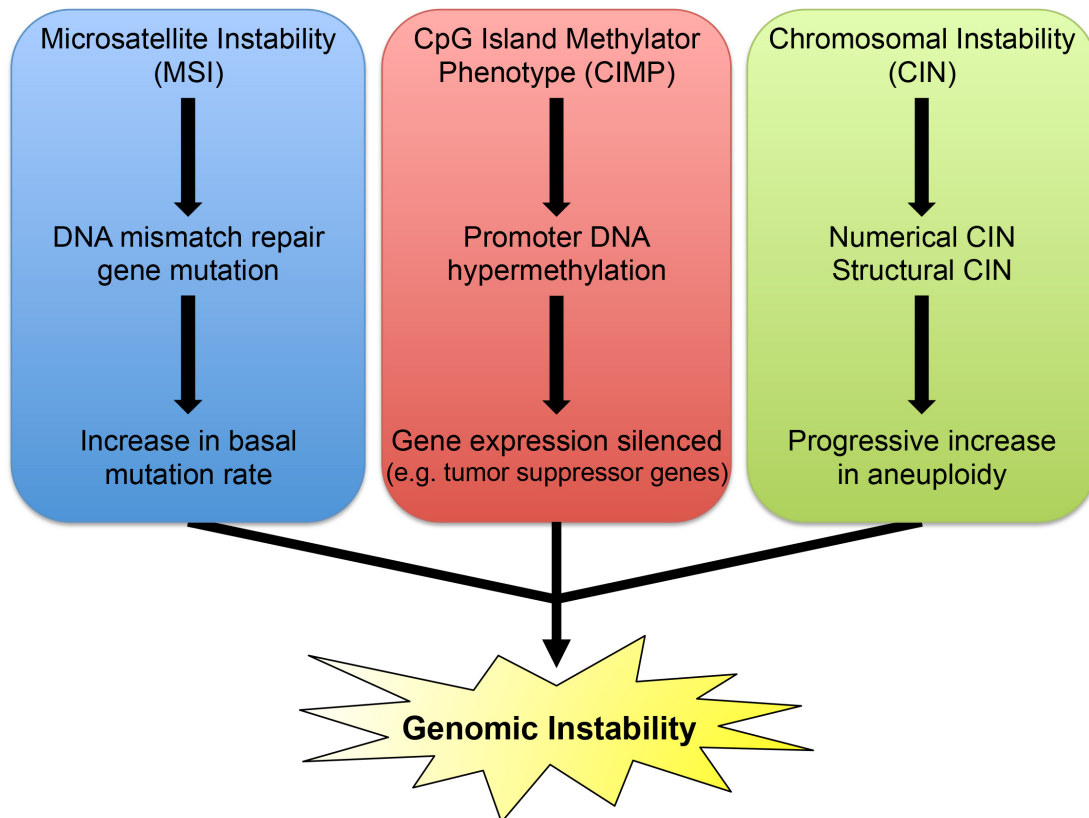 Microsatellite Instability
(MSI)
DNA mismatch repair
gene mutation
Increase in basal
mutation rate
CpG Island Methylator
Phenotype (CIMP)
Promoter DNA
hypermethylation
Gene expression silenced
(e.g. tumor suppressor genes)
Chromosomal Instability
(CIN)
Numerical CIN
Structural CIN
Progressive increase
in aneuploidy
Genomic Instability